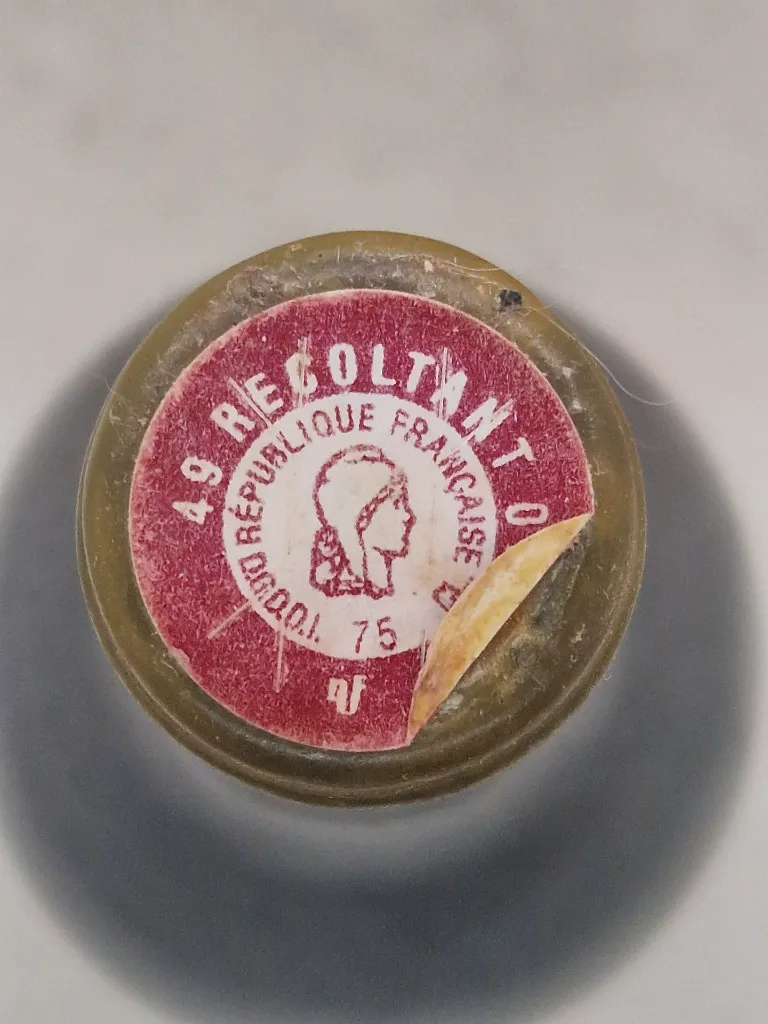 49 RECOLTANT 0
RÉPUBLIQUE FRANÇAISE
D.G.D.D.I.
75